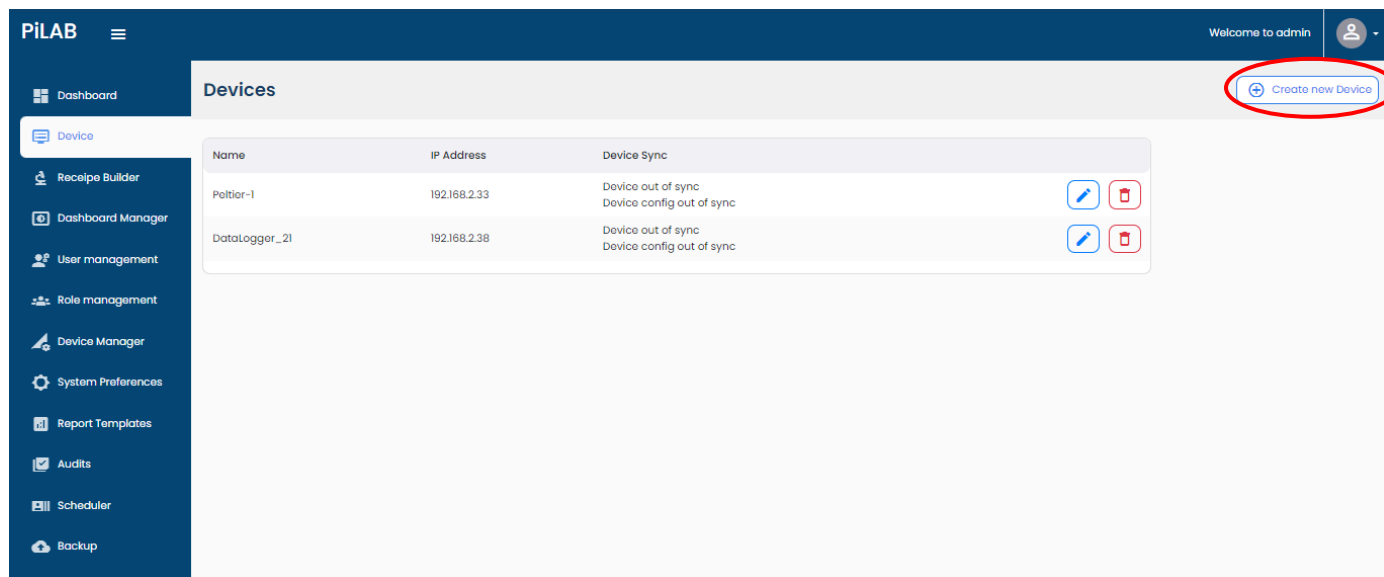 PiLAB
Welcome to admin
Dashboard
Device
Receipe Builder
Dashboard Manager
User management
Role management
Device Manager
System Preferences
Report Templates
Audits
Scheduler
Backup
Devices
Create new Device
Name IP Address Device Sync
Peltier-1 192.168.2.33 Device out of sync
Device config out of sync
DataLogger_21 192.168.2.38 Device out of sync
Device config out of sync